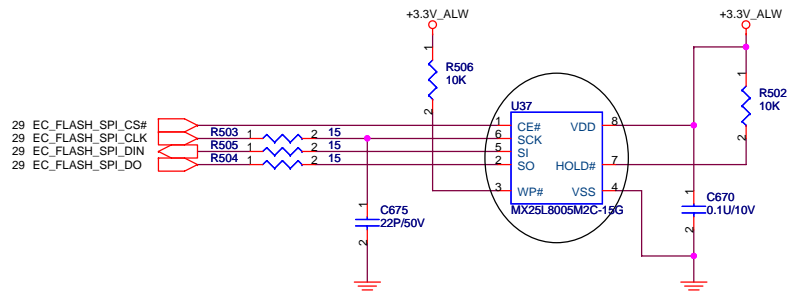 +3.3V_ALW
+3.3V_ALW
1
R506
10K
2
1
R502
10K
2
U37
29 EC_FLASH_SPI_CS#
29 EC_FLASH_SPI_CLK
29 EC_FLASH_SPI_DIN
29 EC_FLASH_SPI_DO
R503 1 2 15
R505 1 2 15
R504 1 2 15
1 CE# VDD 8
6 SCK
5 SI
2 SO HOLD# 7
3 WP# VSS 4
MX25L8005M2C-15G
1
C675
22P/50V
2
1
C670
0.1U/10V
2